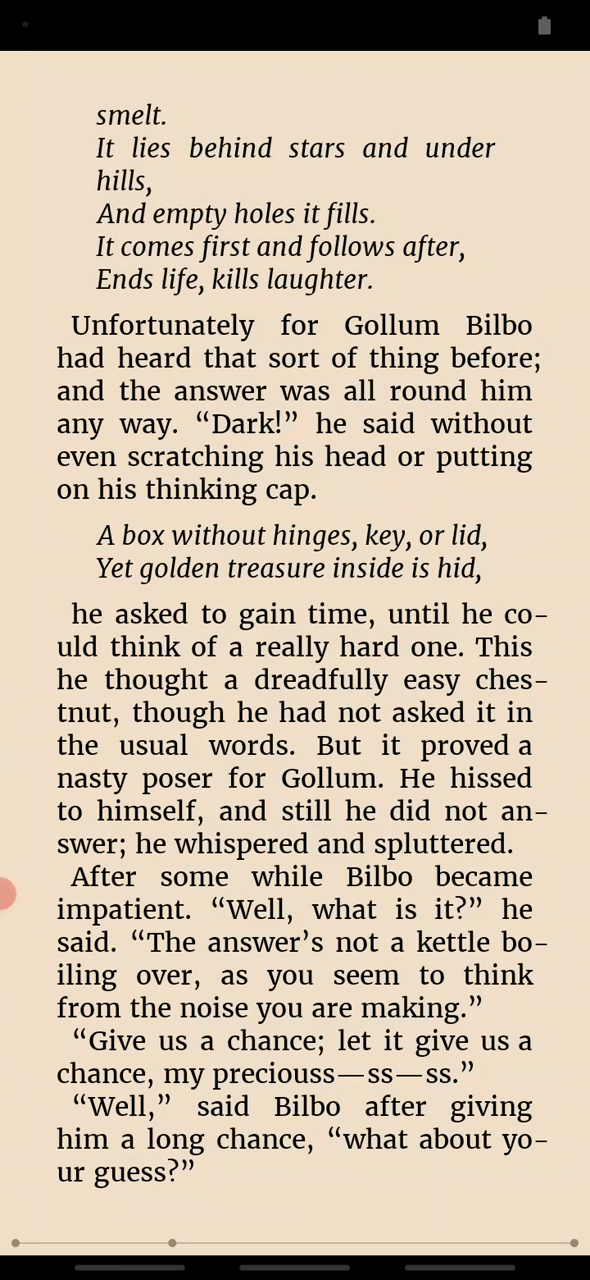 smelt.
It lies behind stars and under
hills,
And empty holes it fills.
It comes first and follows after,
Ends life, kills laughter.
Unfortunately for Gollum Bilbo
had heard that sort of thing before;
and the answer was all round him
any way. “Dark!” he said without
even scratching his head or putting
on his thinking cap.
A box without hinges, key, or lid,
Yet golden treasure inside is hid,
he asked to gain time, until he co-
uld think of a really hard one. This
he thought a dreadfully easy ches-
tnut, though he had not asked it in
the usual words. But it proved a
nasty poser for Gollum. He hissed
to himself, and still he did not an-
swer; he whispered and spluttered.
After some while Bilbo became
impatient. “Well, what is it?” he
said. “The answer’s not a kettle bo-
iling over, as you seem to think
from the noise you are making.”
“Give us a chance; let it give us a
chance, my preciouss—ss—ss.”
“Well,” said Bilbo after giving
him a long chance, “what about yo-
ur guess?”